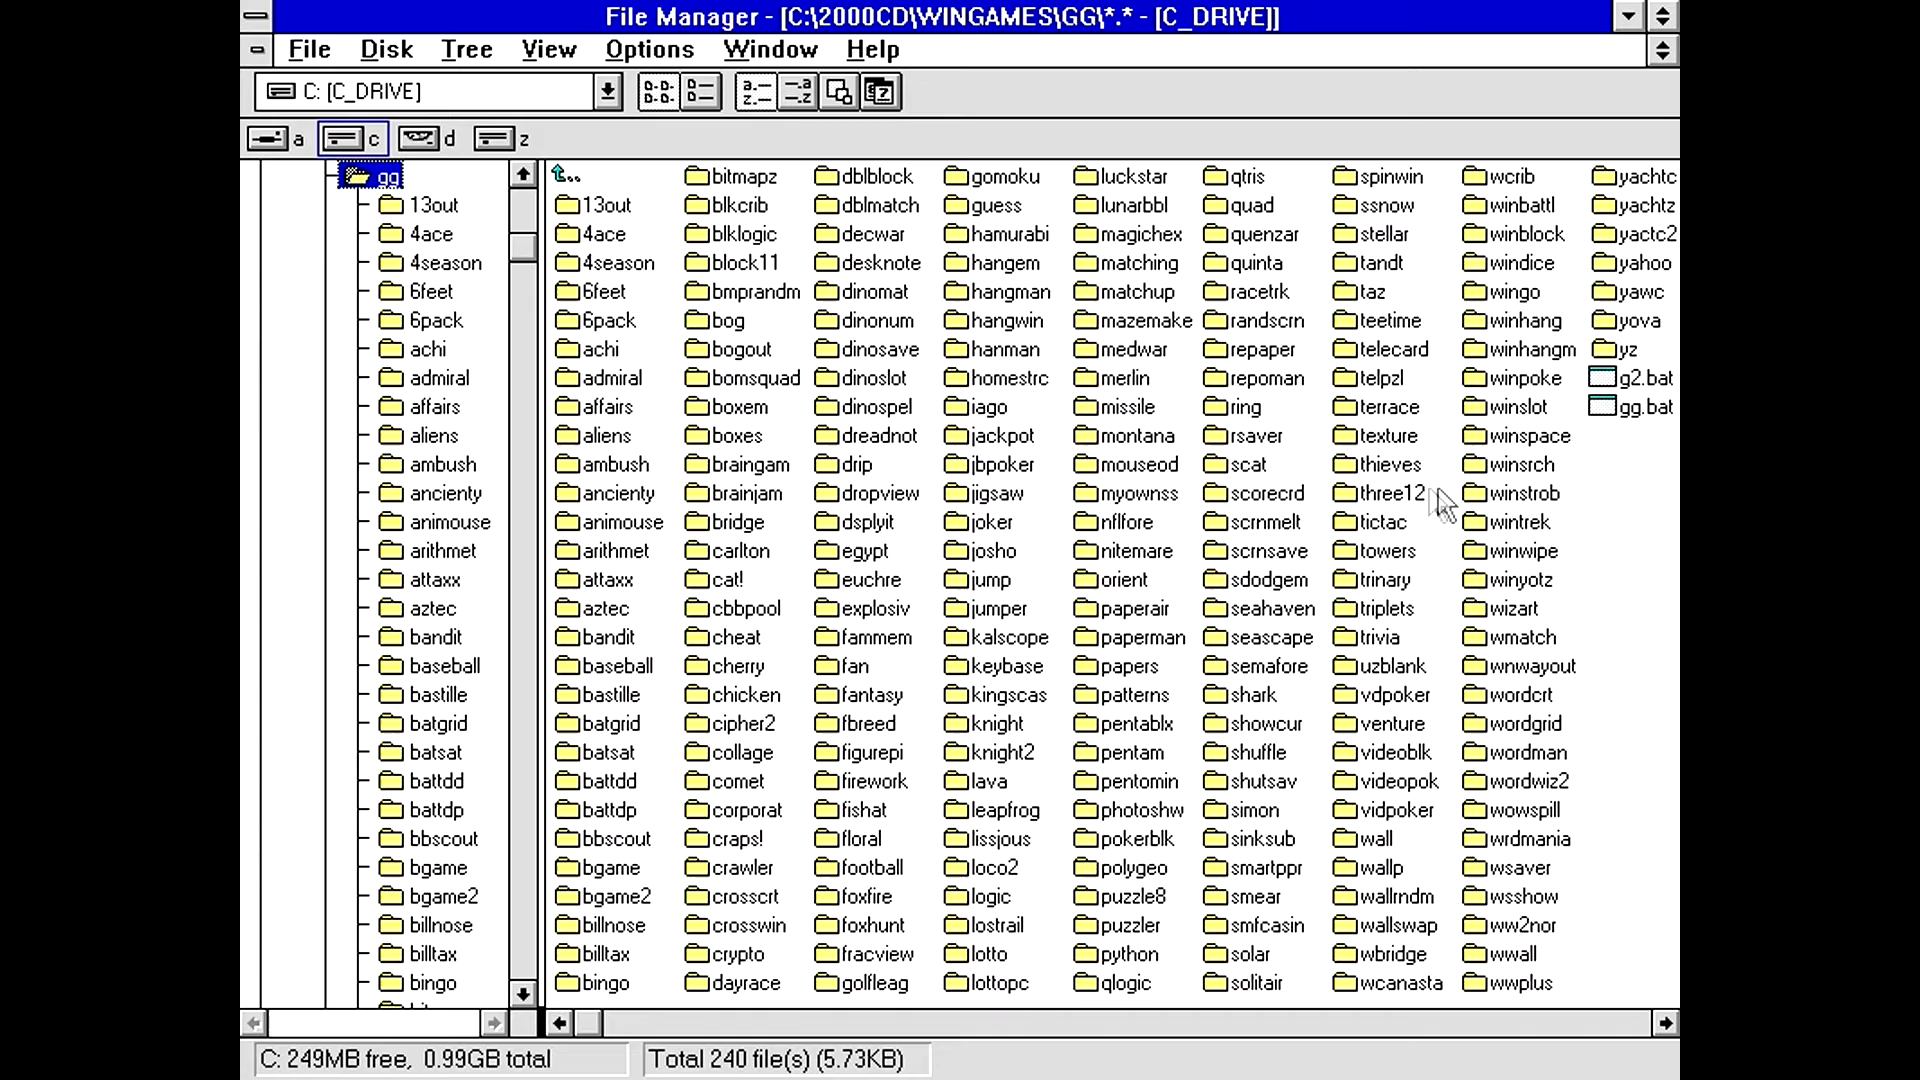 File Manager - [C:\2000CD\WINGAMES\GG\*.* - [C_DRIVE]]
File Disk Tree View Options Window Help
C: [C_DRIVE]
a c d z
gg
13out
4ace
4season
6feet
6pack
achi
admiral
affairs
aliens
ambush
ancienty
animouse
arithmet
attaxx
aztec
bandit
baseball
bastille
batgrid
batsat
battdd
battdp
bbscout
bgame
bgame2
billnose
billtax
bingo
.. bitmapz dblblock gomoku luckstar qtris spinwin wcrib yachtc
13out blkcrib dblmatch guess lunarbbl quad ssnow winbattl yachtz
4ace blklogic decwar hamurabi magichex quenzar stellar winblock yactc2
4season block11 desknote hangem matching quinta tandt windice yahoo
6feet bmprandm dinomat hangman matchup racetrk taz wingo yawc
6pack bog dinonum hangwin mazemake randscrn teetime winhang yova
achi bogout dinosave hanman medwar repaper telecard winhangm yz
admiral bomsquad dinoslot homestrc merlin repoman telpzl winpoke g2.bat
affairs boxem dinospel iago missile ring terrace winslot gg.bat
aliens boxes dreadnot jackpot montana rsaver texture winspace
ambush braingam drip jbpoker mouseod scat thieves winsrch
ancienty brainjam dropview jigsaw myownss scorecrd three12 winstrob
animouse bridge dsplyit joker nflfore scrnmelt tictac wintrek
arithmet carlton egypt josho nitemare scrnsave towers winwipe
attaxx cat! euchre jump orient sdodgem trinary winyotz
aztec cbbpool explosiv jumper paperair seahaven triplets wizart
bandit cheat fammem kalscope paperman seascape trivia wmatch
baseball cherry fan keybase papers semafore uzblank wnwayout
bastille chicken fantasy kingscas patterns shark vdpoker wordcrt
batgrid cipher2 fbreed knight pentablx showcur venture wordgrid
batsat collage figurepi knight2 pentam shuffle videoblk wordman
battdd comet firework lava pentomin shutsav videopok wordwiz2
battdp corporat fishat leapfrog photoshw simon vidpoker wowspill
bbscout craps! floral lissjous pokerblk sinksub wall wrdmania
bgame crawler football loco2 polygeo smartppr wallp wsaver
bgame2 crosscrt foxfire logic puzzle8 smear wallrndm wsshow
billnose crosswin foxhunt lostrail puzzler smfcasin wallswap ww2nor
billtax crypto fracview lotto python solar wbridge wwall
bingo dayrace golfleag lottopc qlogic solitair wcanasta wwplus
C: 249MB free, 0.99GB total
Total 240 file(s) (5.73KB)